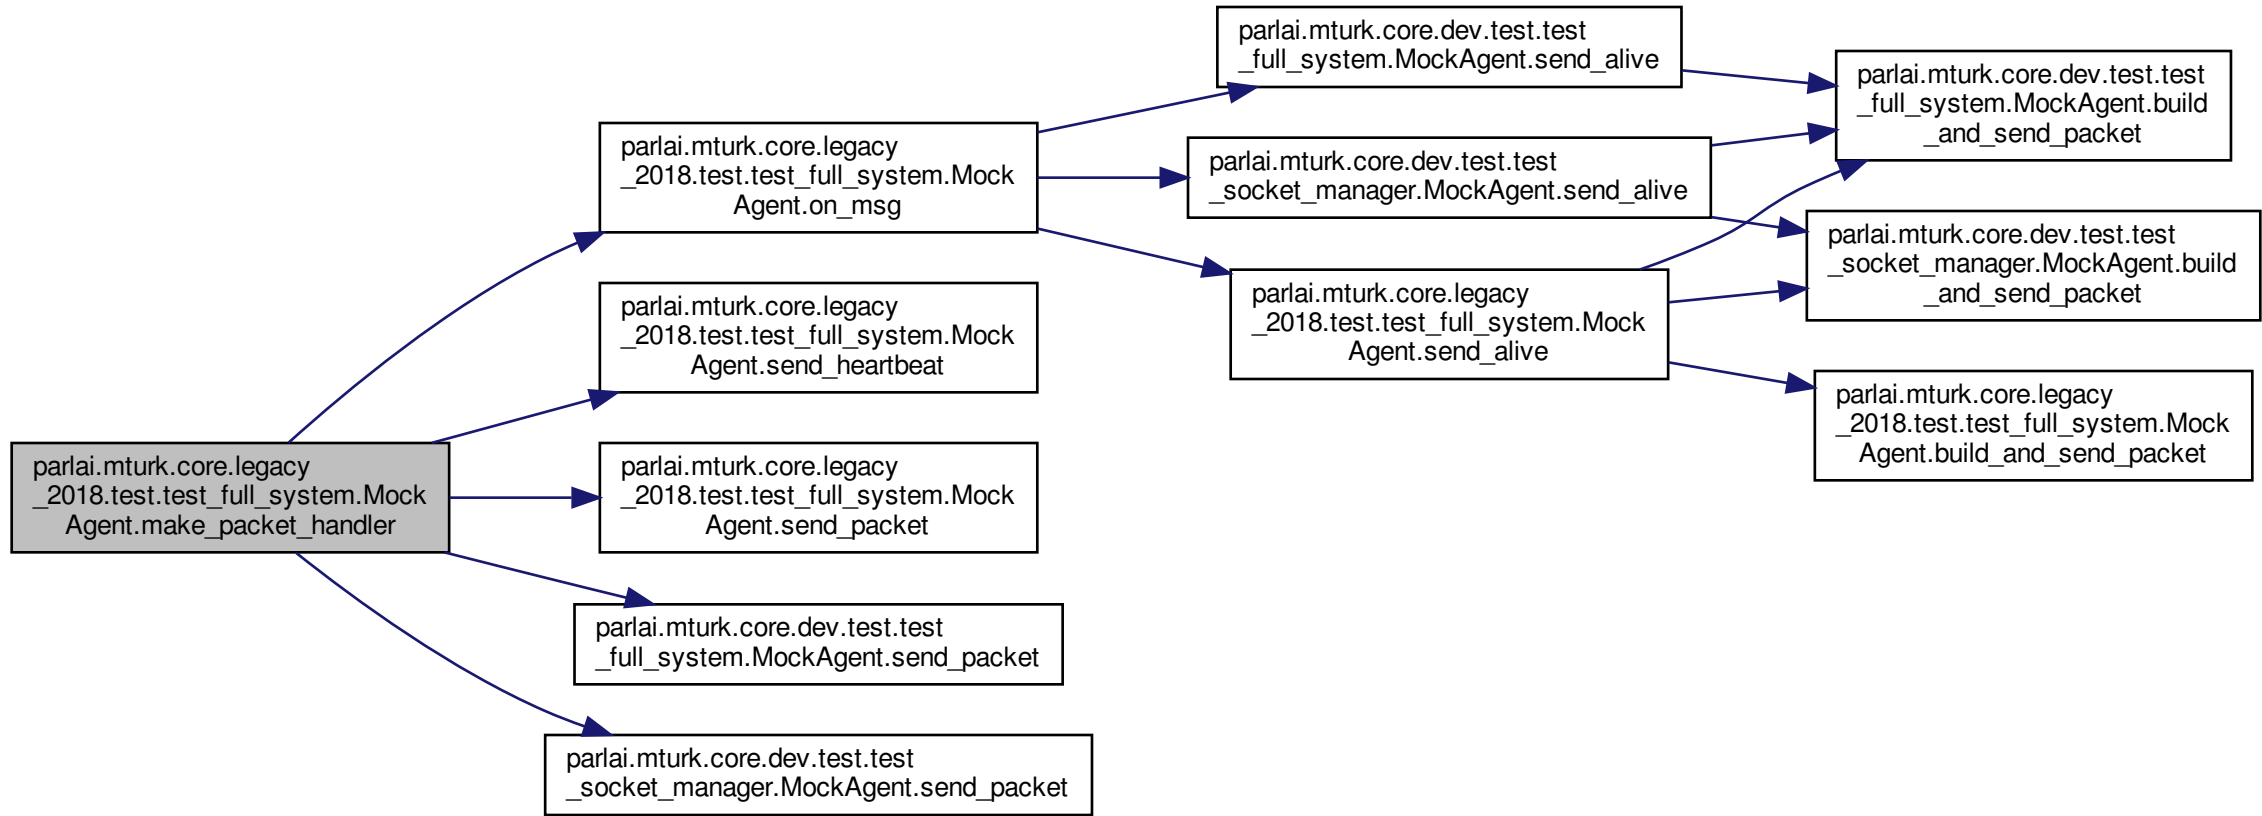 parlai.mturk.core.legacy
_2018.test.test_full_system.Mock
Agent.make_packet_handler
parlai.mturk.core.legacy
_2018.test.test_full_system.Mock
Agent.on_msg
parlai.mturk.core.legacy
_2018.test.test_full_system.Mock
Agent.send_heartbeat
parlai.mturk.core.legacy
_2018.test.test_full_system.Mock
Agent.send_packet
parlai.mturk.core.dev.test.test
_full_system.MockAgent.send_packet
parlai.mturk.core.dev.test.test
_socket_manager.MockAgent.send_packet
parlai.mturk.core.dev.test.test
_full_system.MockAgent.send_alive
parlai.mturk.core.dev.test.test
_socket_manager.MockAgent.send_alive
parlai.mturk.core.legacy
_2018.test.test_full_system.Mock
Agent.send_alive
parlai.mturk.core.dev.test.test
_full_system.MockAgent.build
_and_send_packet
parlai.mturk.core.dev.test.test
_socket_manager.MockAgent.build
_and_send_packet
parlai.mturk.core.legacy
_2018.test.test_full_system.Mock
Agent.build_and_send_packet